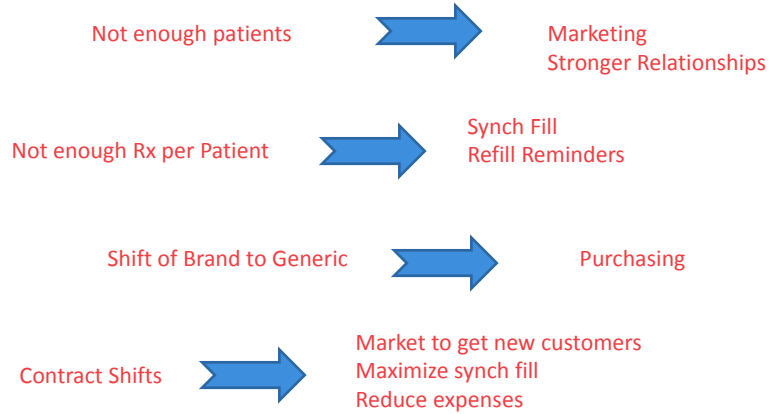 Not enough patients
Marketing
Stronger Relationships
Not enough Rx per Patient
Synch Fill
Refill Reminders
Shift of Brand to Generic
Purchasing
Contract Shifts
Market to get new customers
Maximize synch fill
Reduce expenses